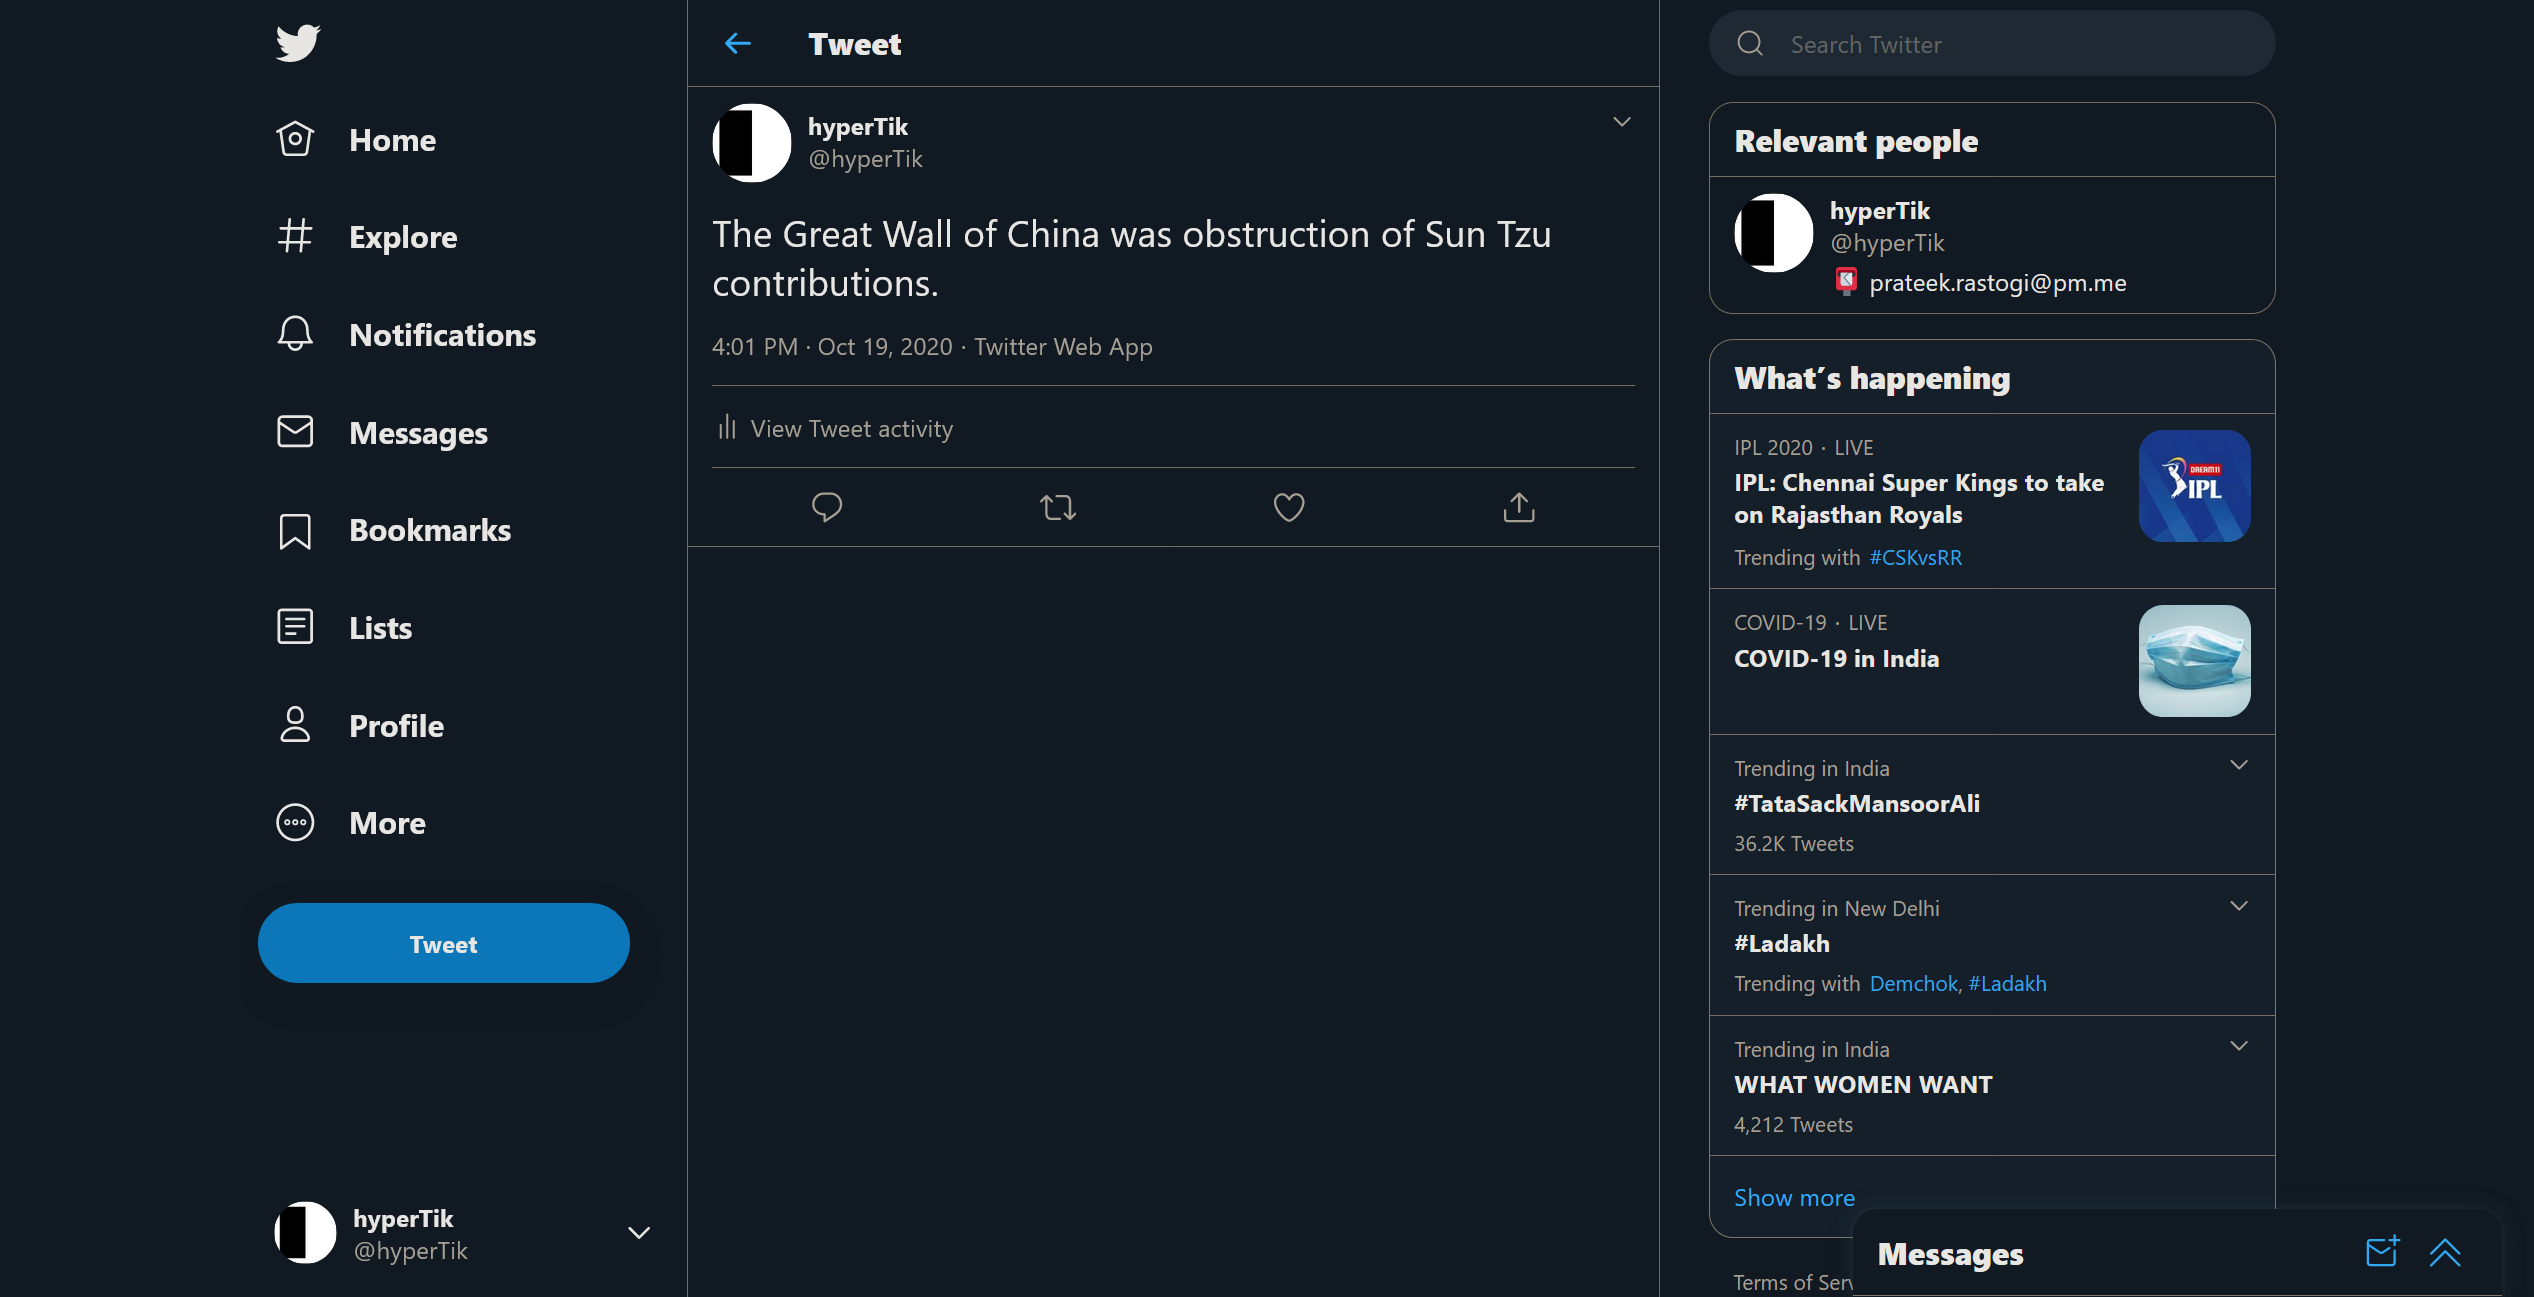 Home
Explore
Notifications
Messages
Bookmarks
Lists
Profile
More
Tweet
hyperTik
@hyperTik
Tweet
hyperTik
@hyperTik
The Great Wall of China was obstruction of Sun Tzu
contributions.
4:01 PM · Oct 19, 2020 · Twitter Web App
View Tweet activity
Search Twitter
Relevant people
hyperTik
@hyperTik
prateek.rastogi@pm.me
What's happening
IPL 2020 · LIVE
IPL: Chennai Super Kings to take
on Rajasthan Royals
Trending with #CSKvsRR
DREAM11
IPL
COVID-19 · LIVE
COVID-19 in India
Trending in India
#TataSackMansoorAli
36.2K Tweets
Trending in New Delhi
#Ladakh
Trending with Demchok, #Ladakh
Trending in India
WHAT WOMEN WANT
4,212 Tweets
Show more
Terms of
Messages